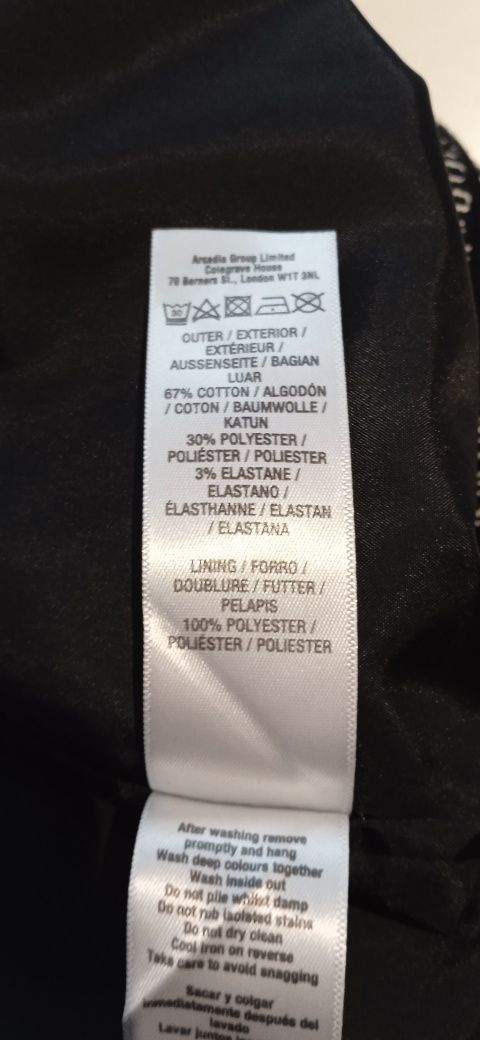 Arcadia Group Limited
Colegrave House
70 Berners St., London W1T 3NL
30
OUTER / EXTERIOR /
EXTÉRIEUR /
AUSSENSEITE / BAGIAN
LUAR
67% COTTON / ALGODÓN
/ COTON / BAUMWOLLE /
KATUN
30% POLYESTER /
POLIÉSTER / POLIESTER
3% ELASTANE /
ELASTANO /
ÉLASTHANNE / ELASTAN
/ ELASTANA
LINING / FORRO /
DOUBLURE / FUTTER /
PELAPIS
100% POLYESTER /
POLIÉSTER / POLIESTER
After washing remove
promptly and hang
Wash deep colours together
Wash inside out
Do not pile whilst damp
Do not rub isolated stains
Do not dry clean
Cool iron on reverse
Take care to avoid snagging
Sacar y colgar
inmediatamente después del
lavado
Lavar juntos